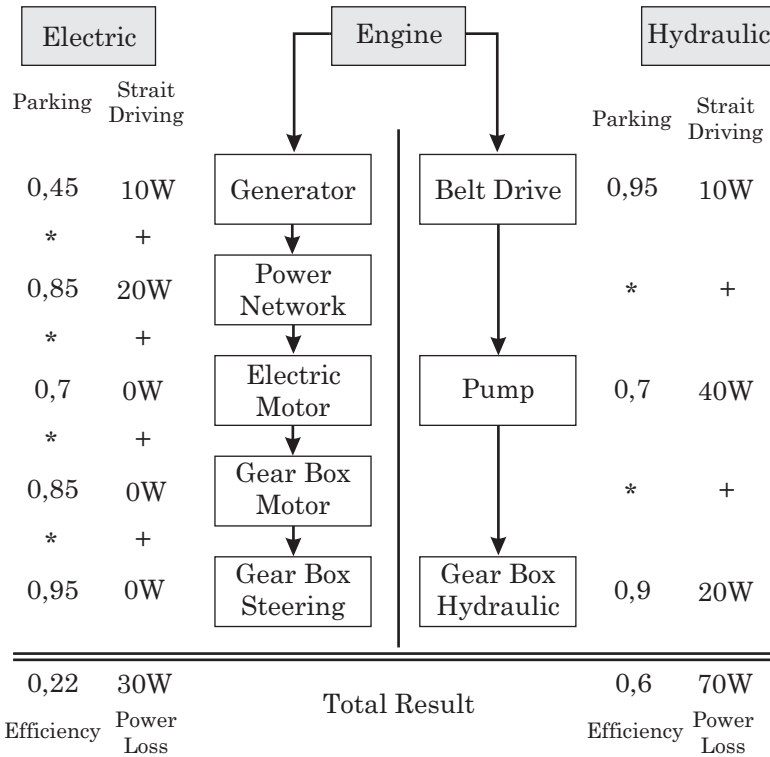 Electric
Engine
Hydraulic
Parking
Strait
Driving
Parking
Strait
Driving
0,45
10W
Generator
Belt Drive
0,95
10W
*
+
0,85
20W
Power
Network
*
+
*
+
0,7
0W
Electric
Motor
Pump
0,7
40W
*
+
0,85
0W
Gear Box
Motor
*
+
*
+
0,95
0W
Gear Box
Steering
Gear Box
Hydraulic
0,9
20W
0,22
30W
Total Result
0,6
70W
Efficiency
Power
Loss
Efficiency
Power
Loss